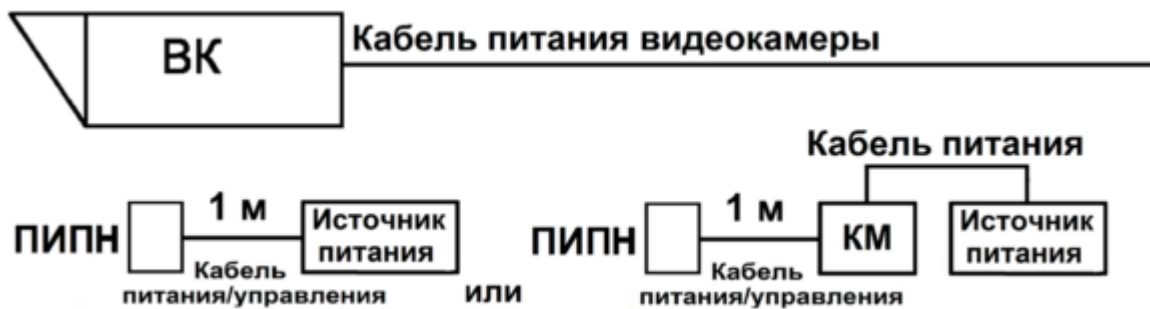 ВК
Кабель питания видеокамеры
Кабель питания
ПИПН
1 м
Источник
питания
Кабель
питания/управления
или
ПИПН
1 м
КМ
Источник
питания
Кабель
питания/управления